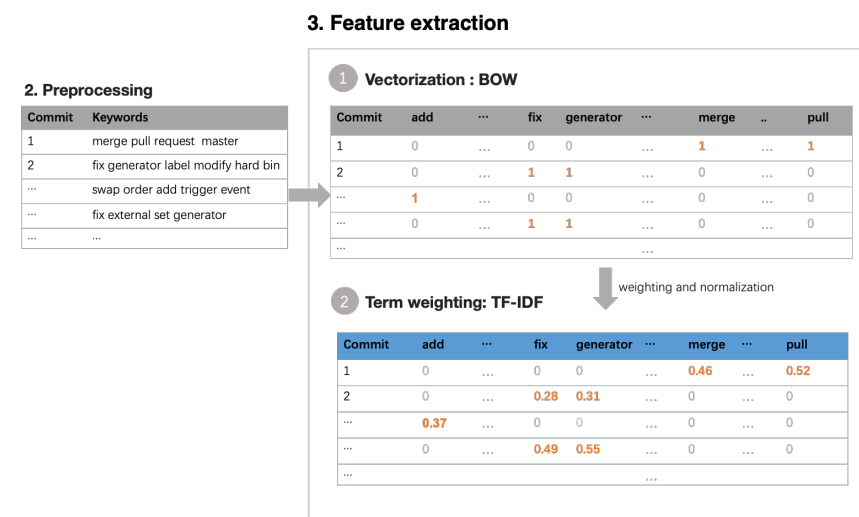 3. Feature extraction
2. Preprocessing
Commit Keywords
1 merge pull request master
2 fix generator label modify hard bin
... swap order add trigger event
... fix external set generator
... ...
1 Vectorization : BOW
Commit add ... fix generator ... merge .. pull
1 0 ... 0 0 ... 1 ... 1
2 0 ... 1 1 ... 0 ... 0
... 1 ... 0 0 ... 0 ... 0
... 0 ... 1 1 ... 0 ... 0
... ...
weighting and normalization
2 Term weighting: TF-IDF
Commit add ... fix generator ... merge ... pull
1 0 ... 0 0 ... 0.46 ... 0.52
2 0 ... 0.28 0.31 ... 0 ... 0
... 0.37 ... 0 0 ... 0 ... 0
... 0 ... 0.49 0.55 ... 0 ... 0
... ...